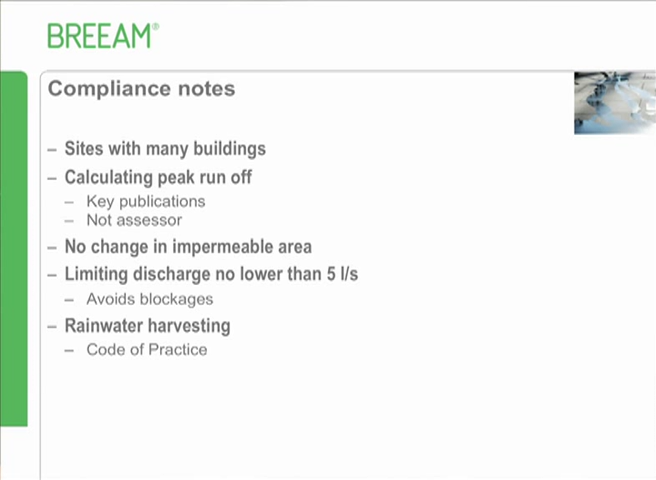 BREEAM®
Compliance notes
– Sites with many buildings
– Calculating peak run off
– Key publications
– Not assessor
– No change in impermeable area
– Limiting discharge no lower than 5 l/s
– Avoids blockages
– Rainwater harvesting
– Code of Practice